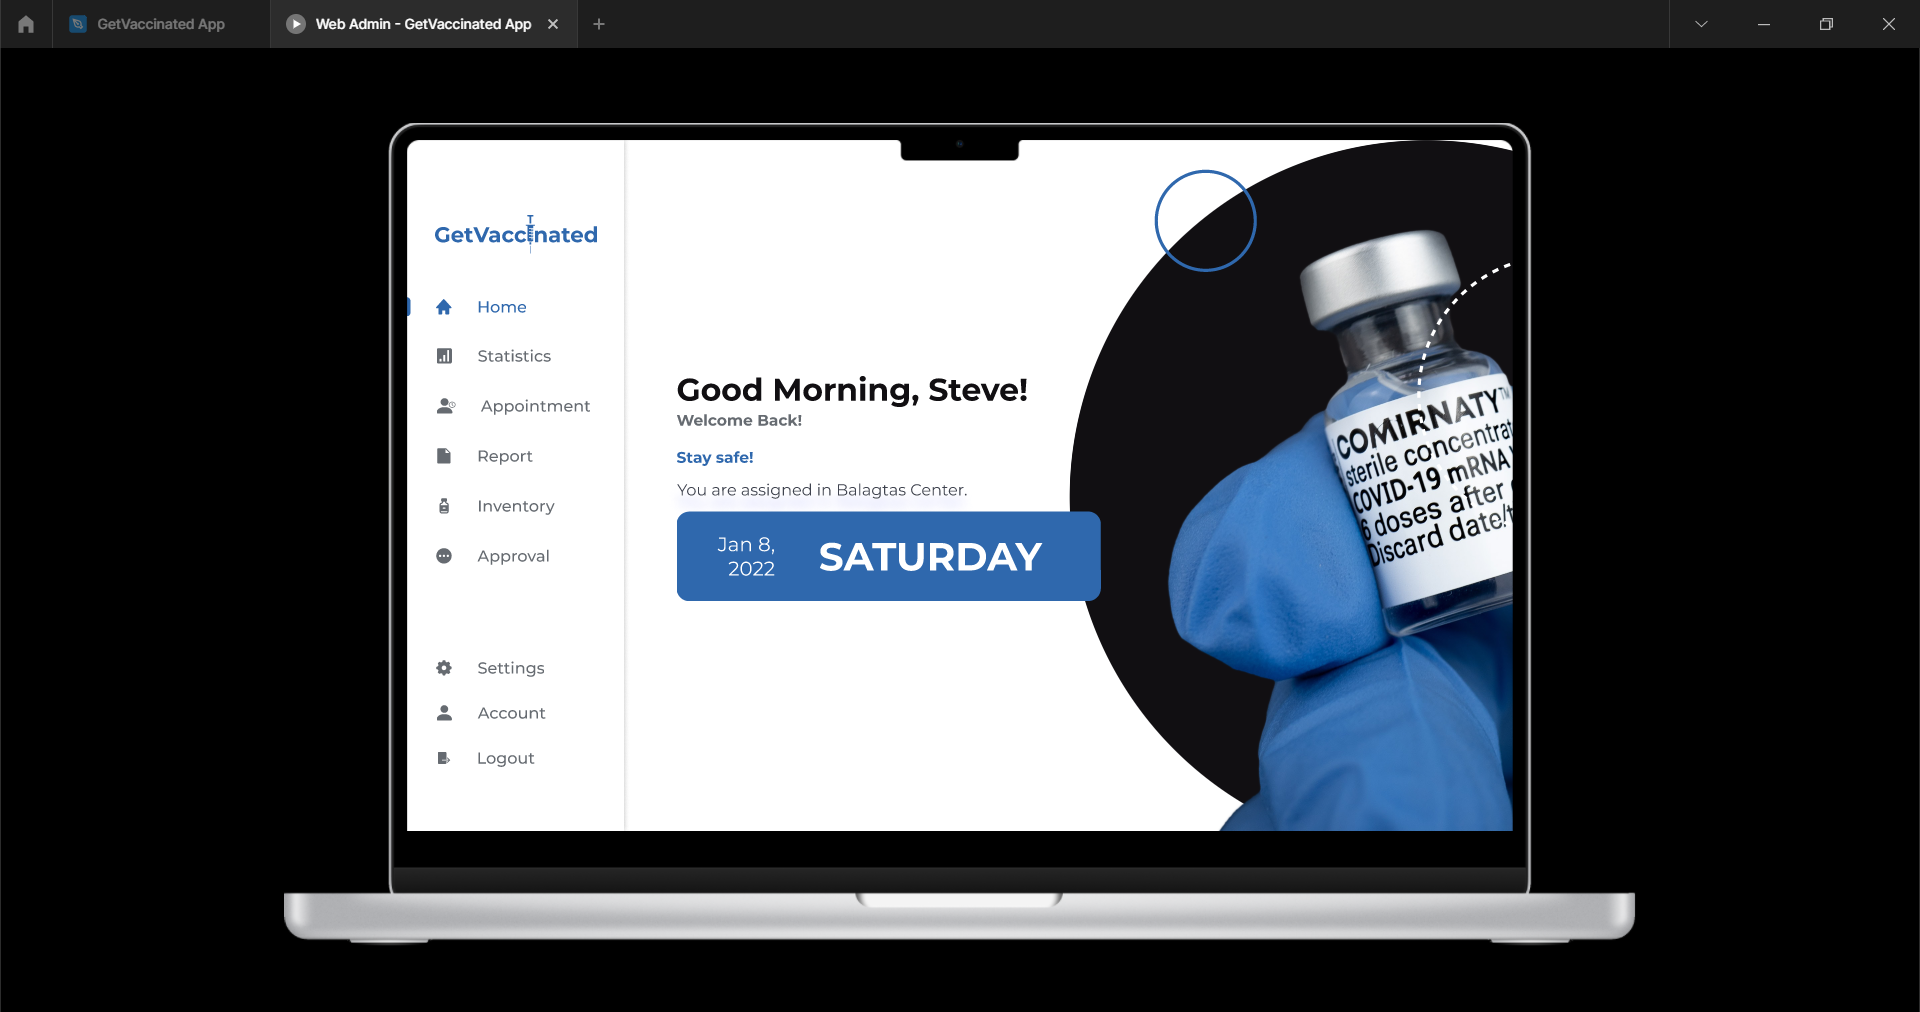 GetVaccinated App
Web Admin - GetVaccinated App
GetVaccinated
Home
Statistics
Appointment
Report
Inventory
Approval
Settings
Account
Logout
Good Morning, Steve!
Welcome Back!
Stay safe!
You are assigned in Balagtas Center.
Jan 8,
2022
SATURDAY
COMIRNATY™
sterile concentrat
COVID-19 mRNA
6 doses after
Discard date/t